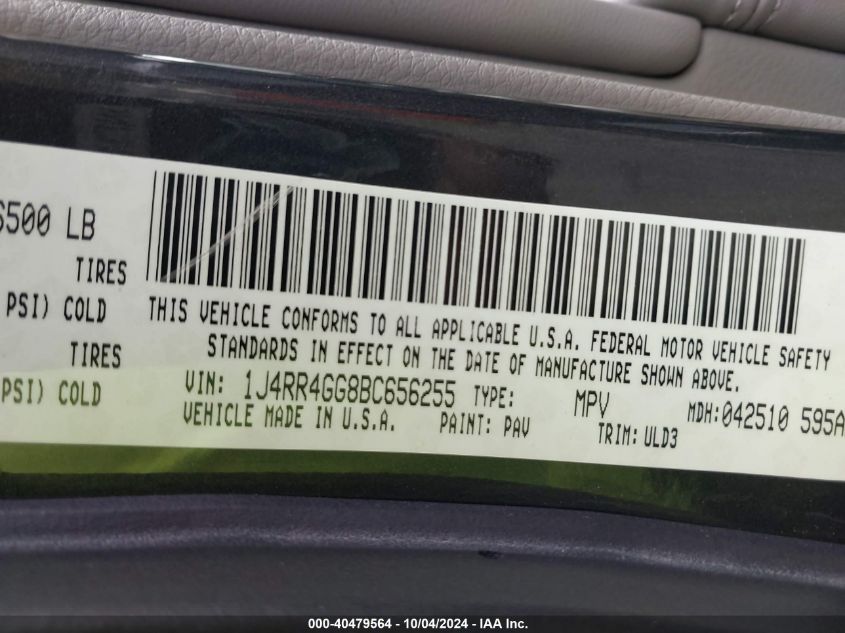 6500 LB
TIRES
PSI) COLD
TIRES
PSI) COLD
THIS VEHICLE CONFORMS TO ALL APPLICABLE U.S.A. FEDERAL MOTOR VEHICLE SAFETY
STANDARDS IN EFFECT ON THE DATE OF MANUFACTURE SHOWN ABOVE.
VIN: 1J4RR4GG8BC656255 TYPE: MPV MDH: 042510 595A
VEHICLE MADE IN U.S.A. PAINT: PAV TRIM: ULD3
000-40479564 - 10/04/2024 - IAA Inc.